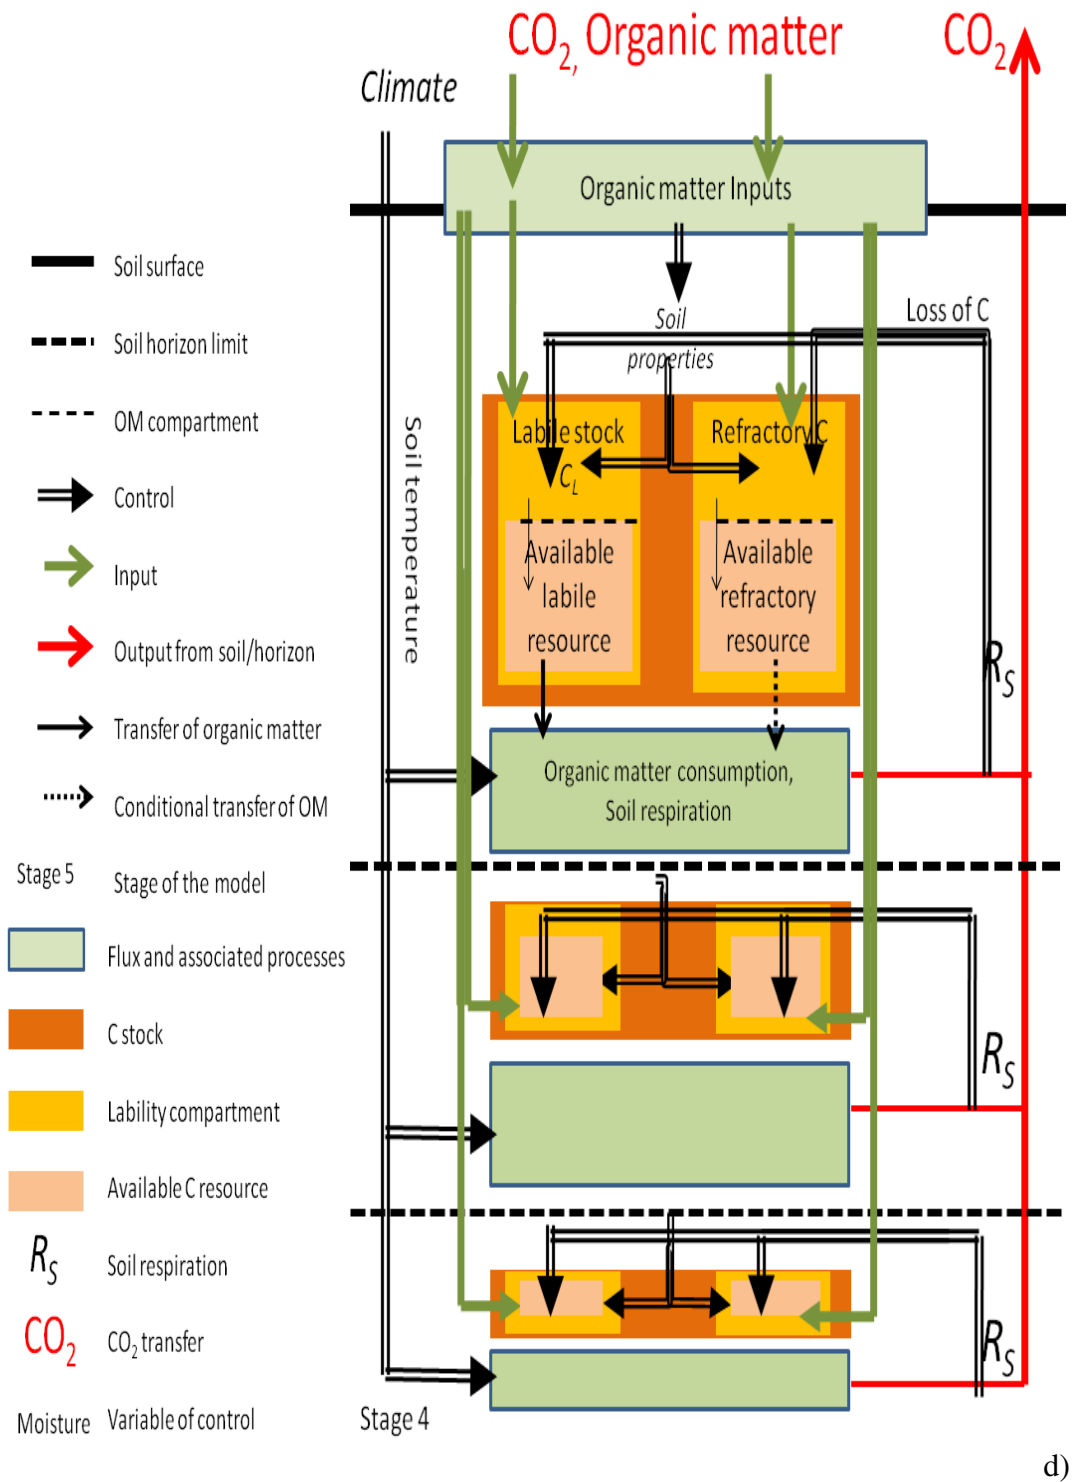 CO2, Organic matter
CO2
Climate
Organic matter Inputs
Soil surface
Soil horizon limit
OM compartment
Control
Input
Output from soil/horizon
Transfer of organic matter
Conditional transfer of OM
Stage 5
Stage of the model
Flux and associated processes
C stock
Lability compartment
Available C resource
RS
Soil respiration
CO2
CO2 transfer
Moisture
Variable of control
Soil temperature
Soil
properties
Loss of C
Labile stock
CL
Refractory C
Available
labile
resource
Available
refractory
resource
RS
Organic matter consumption,
Soil respiration
RS
RS
Stage 4
d)